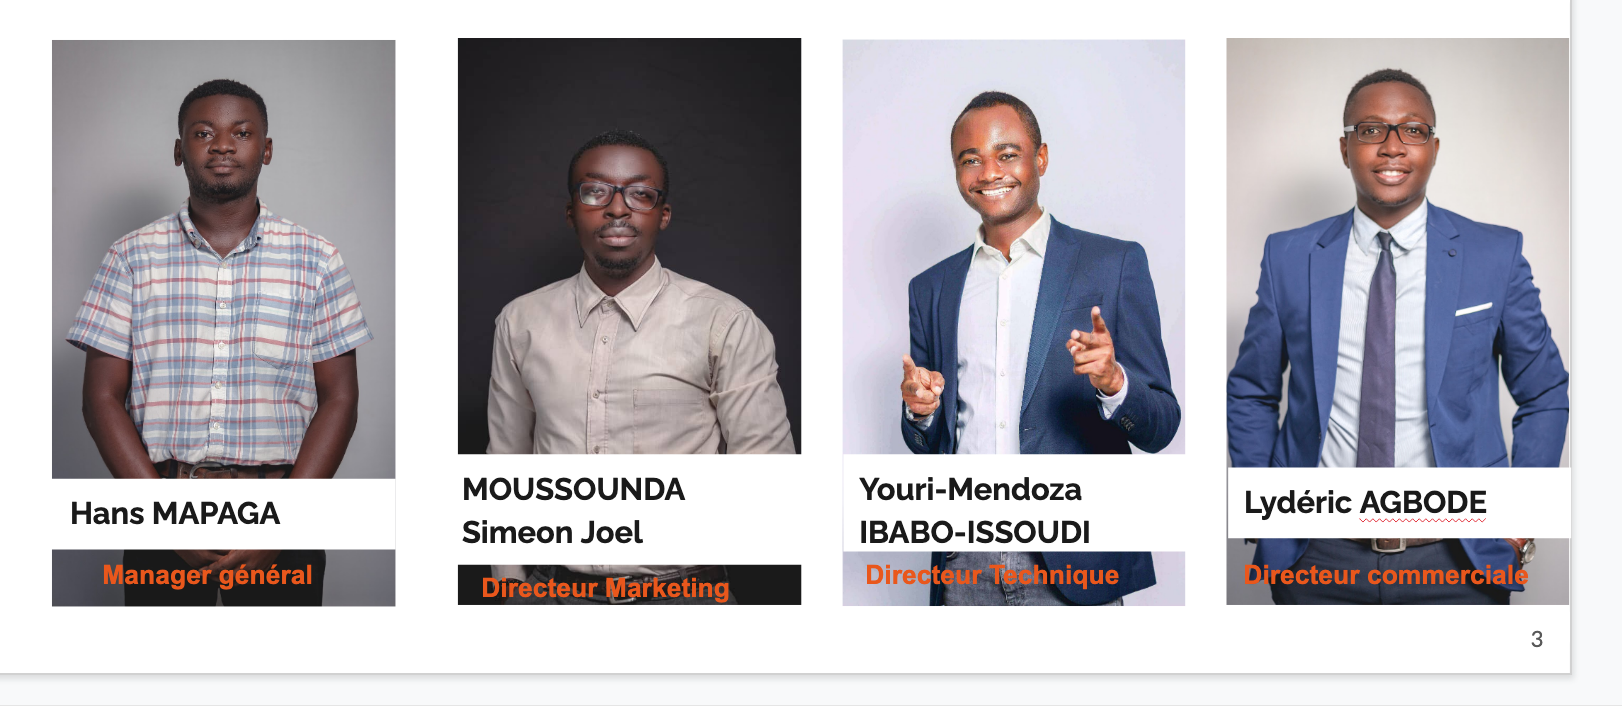 Hans MAPAGA
Manager général
MOUSSOUNDA
Simeon Joel
Directeur Marketing
Youri-Mendoza
IBABO-ISSOUDI
Directeur Technique
Lydéric AGBODE
Directeur commerciale
3